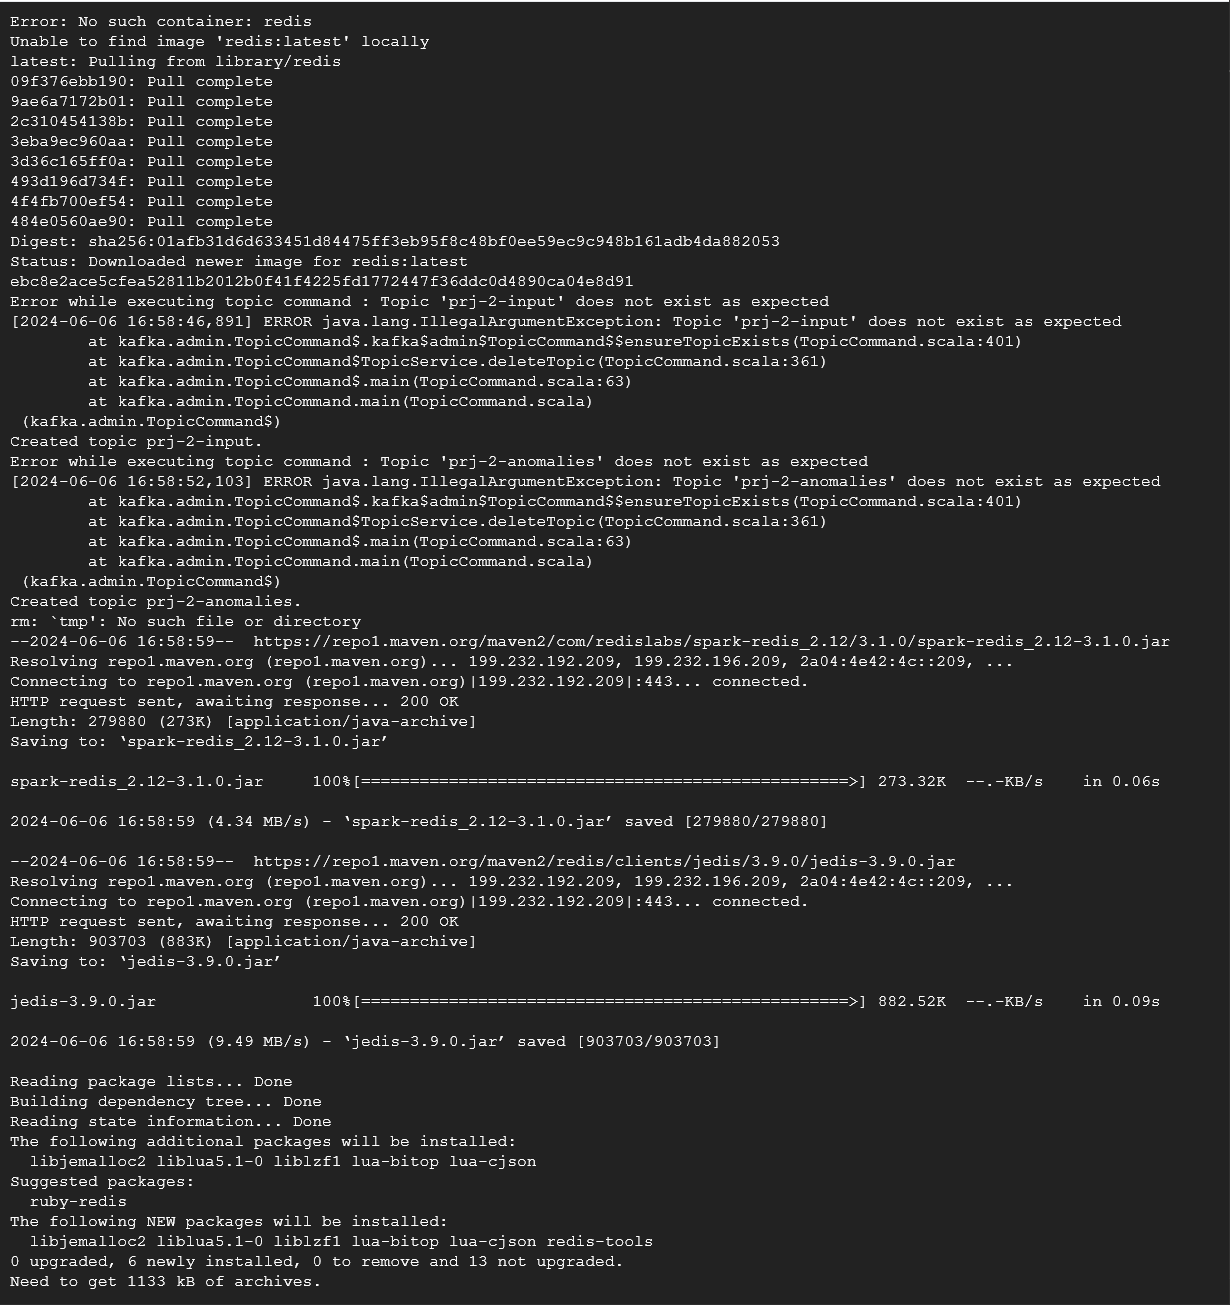 Error: No such container: redis
Unable to find image 'redis:latest' locally
latest: Pulling from library/redis
09f376ebb190: Pull complete
9ae6a7172b01: Pull complete
2c310454138b: Pull complete
3eba9ec960aa: Pull complete
3d36c165ff0a: Pull complete
493d196d734f: Pull complete
4f4fb700ef54: Pull complete
484e0560ae90: Pull complete
Digest: sha256:01afb31d6d633451d84475ff3eb95f8c48bf0ee59ec9c948b161adb4da882053
Status: Downloaded newer image for redis:latest
ebc8e2ace5cfea52811b2012b0f41f4225fd1772447f36ddc0d4890ca04e8d91
Error while executing topic command : Topic 'prj-2-input' does not exist as expected
[2024-06-06 16:58:46,891] ERROR java.lang.IllegalArgumentException: Topic 'prj-2-input' does not exist as expected
        at kafka.admin.TopicCommand$.kafka$admin$TopicCommand$$ensureTopicExists(TopicCommand.scala:401)
        at kafka.admin.TopicCommand$TopicService.deleteTopic(TopicCommand.scala:361)
        at kafka.admin.TopicCommand$.main(TopicCommand.scala:63)
        at kafka.admin.TopicCommand.main(TopicCommand.scala)
 (kafka.admin.TopicCommand$)
Created topic prj-2-input.
Error while executing topic command : Topic 'prj-2-anomalies' does not exist as expected
[2024-06-06 16:58:52,103] ERROR java.lang.IllegalArgumentException: Topic 'prj-2-anomalies' does not exist as expected
        at kafka.admin.TopicCommand$.kafka$admin$TopicCommand$$ensureTopicExists(TopicCommand.scala:401)
        at kafka.admin.TopicCommand$TopicService.deleteTopic(TopicCommand.scala:361)
        at kafka.admin.TopicCommand$.main(TopicCommand.scala:63)
        at kafka.admin.TopicCommand.main(TopicCommand.scala)
 (kafka.admin.TopicCommand$)
Created topic prj-2-anomalies.
rm: `tmp': No such file or directory
--2024-06-06 16:58:59--  https://repo1.maven.org/maven2/com/redislabs/spark-redis_2.12/3.1.0/spark-redis_2.12-3.1.0.jar
Resolving repo1.maven.org (repo1.maven.org)... 199.232.192.209, 199.232.196.209, 2a04:4e42:4c::209, ...
Connecting to repo1.maven.org (repo1.maven.org)|199.232.192.209|:443... connected.
HTTP request sent, awaiting response... 200 OK
Length: 279880 (273K) [application/java-archive]
Saving to: ‘spark-redis_2.12-3.1.0.jar’

spark-redis_2.12-3.1.0.jar     100%[==================================================>] 273.32K  --.-KB/s    in 0.06s

2024-06-06 16:58:59 (4.34 MB/s) - ‘spark-redis_2.12-3.1.0.jar’ saved [279880/279880]

--2024-06-06 16:58:59--  https://repo1.maven.org/maven2/redis/clients/jedis/3.9.0/jedis-3.9.0.jar
Resolving repo1.maven.org (repo1.maven.org)... 199.232.192.209, 199.232.196.209, 2a04:4e42:4c::209, ...
Connecting to repo1.maven.org (repo1.maven.org)|199.232.192.209|:443... connected.
HTTP request sent, awaiting response... 200 OK
Length: 903703 (883K) [application/java-archive]
Saving to: ‘jedis-3.9.0.jar’

jedis-3.9.0.jar                100%[==================================================>] 882.52K  --.-KB/s    in 0.09s

2024-06-06 16:58:59 (9.49 MB/s) - ‘jedis-3.9.0.jar’ saved [903703/903703]

Reading package lists... Done
Building dependency tree... Done
Reading state information... Done
The following additional packages will be installed:
  libjemalloc2 liblua5.1-0 liblzf1 lua-bitop lua-cjson
Suggested packages:
  ruby-redis
The following NEW packages will be installed:
  libjemalloc2 liblua5.1-0 liblzf1 lua-bitop lua-cjson redis-tools
0 upgraded, 6 newly installed, 0 to remove and 13 not upgraded.
Need to get 1133 kB of archives.